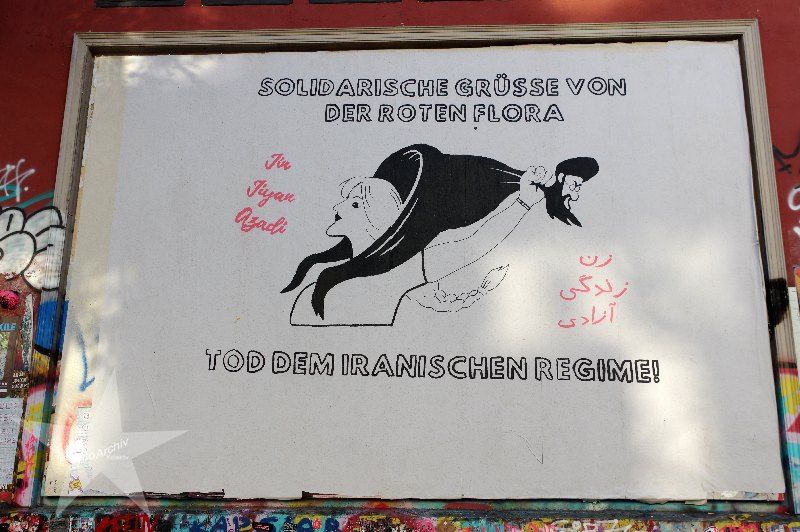 SOLIDARISCHE GRÜSSE VON
DER ROTEN FLORA
Jin
Jiyan
Azadi
زن
زندگی
آزادی
TOD DEM IRANISCHEN REGIME!